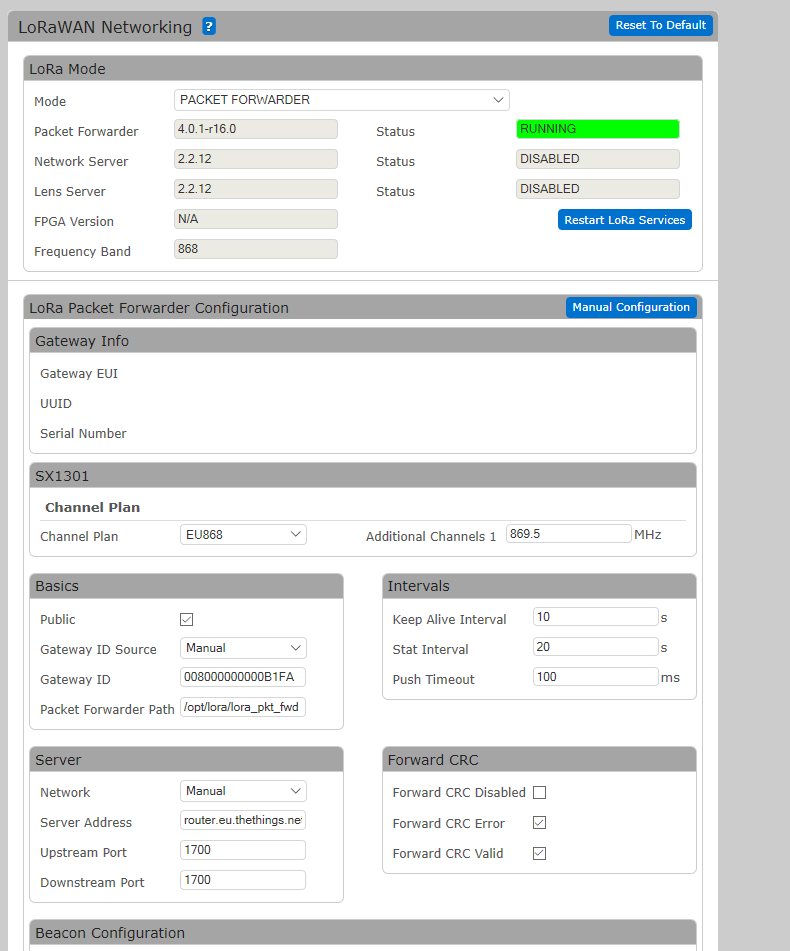 LoRaWAN Networking ? Reset To Default
LoRa Mode
Mode PACKET FORWARDER
Packet Forwarder 4.0.1-r16.0 Status RUNNING
Network Server 2.2.12 Status DISABLED
Lens Server 2.2.12 Status DISABLED
FPGA Version N/A Restart LoRa Services
Frequency Band 868
LoRa Packet Forwarder Configuration Manual Configuration
Gateway Info
Gateway EUI
UUID
Serial Number
SX1301
Channel Plan
Channel Plan EU868 Additional Channels 1 869.5 MHz
Basics
Public
Gateway ID Source Manual
Gateway ID 008000000000B1FA
Packet Forwarder Path /opt/lora/lora_pkt_fwd
Intervals
Keep Alive Interval 10 s
Stat Interval 20 s
Push Timeout 100 ms
Server
Network Manual
Server Address router.eu.thethings.ne
Upstream Port 1700
Downstream Port 1700
Forward CRC
Forward CRC Disabled
Forward CRC Error
Forward CRC Valid
Beacon Configuration